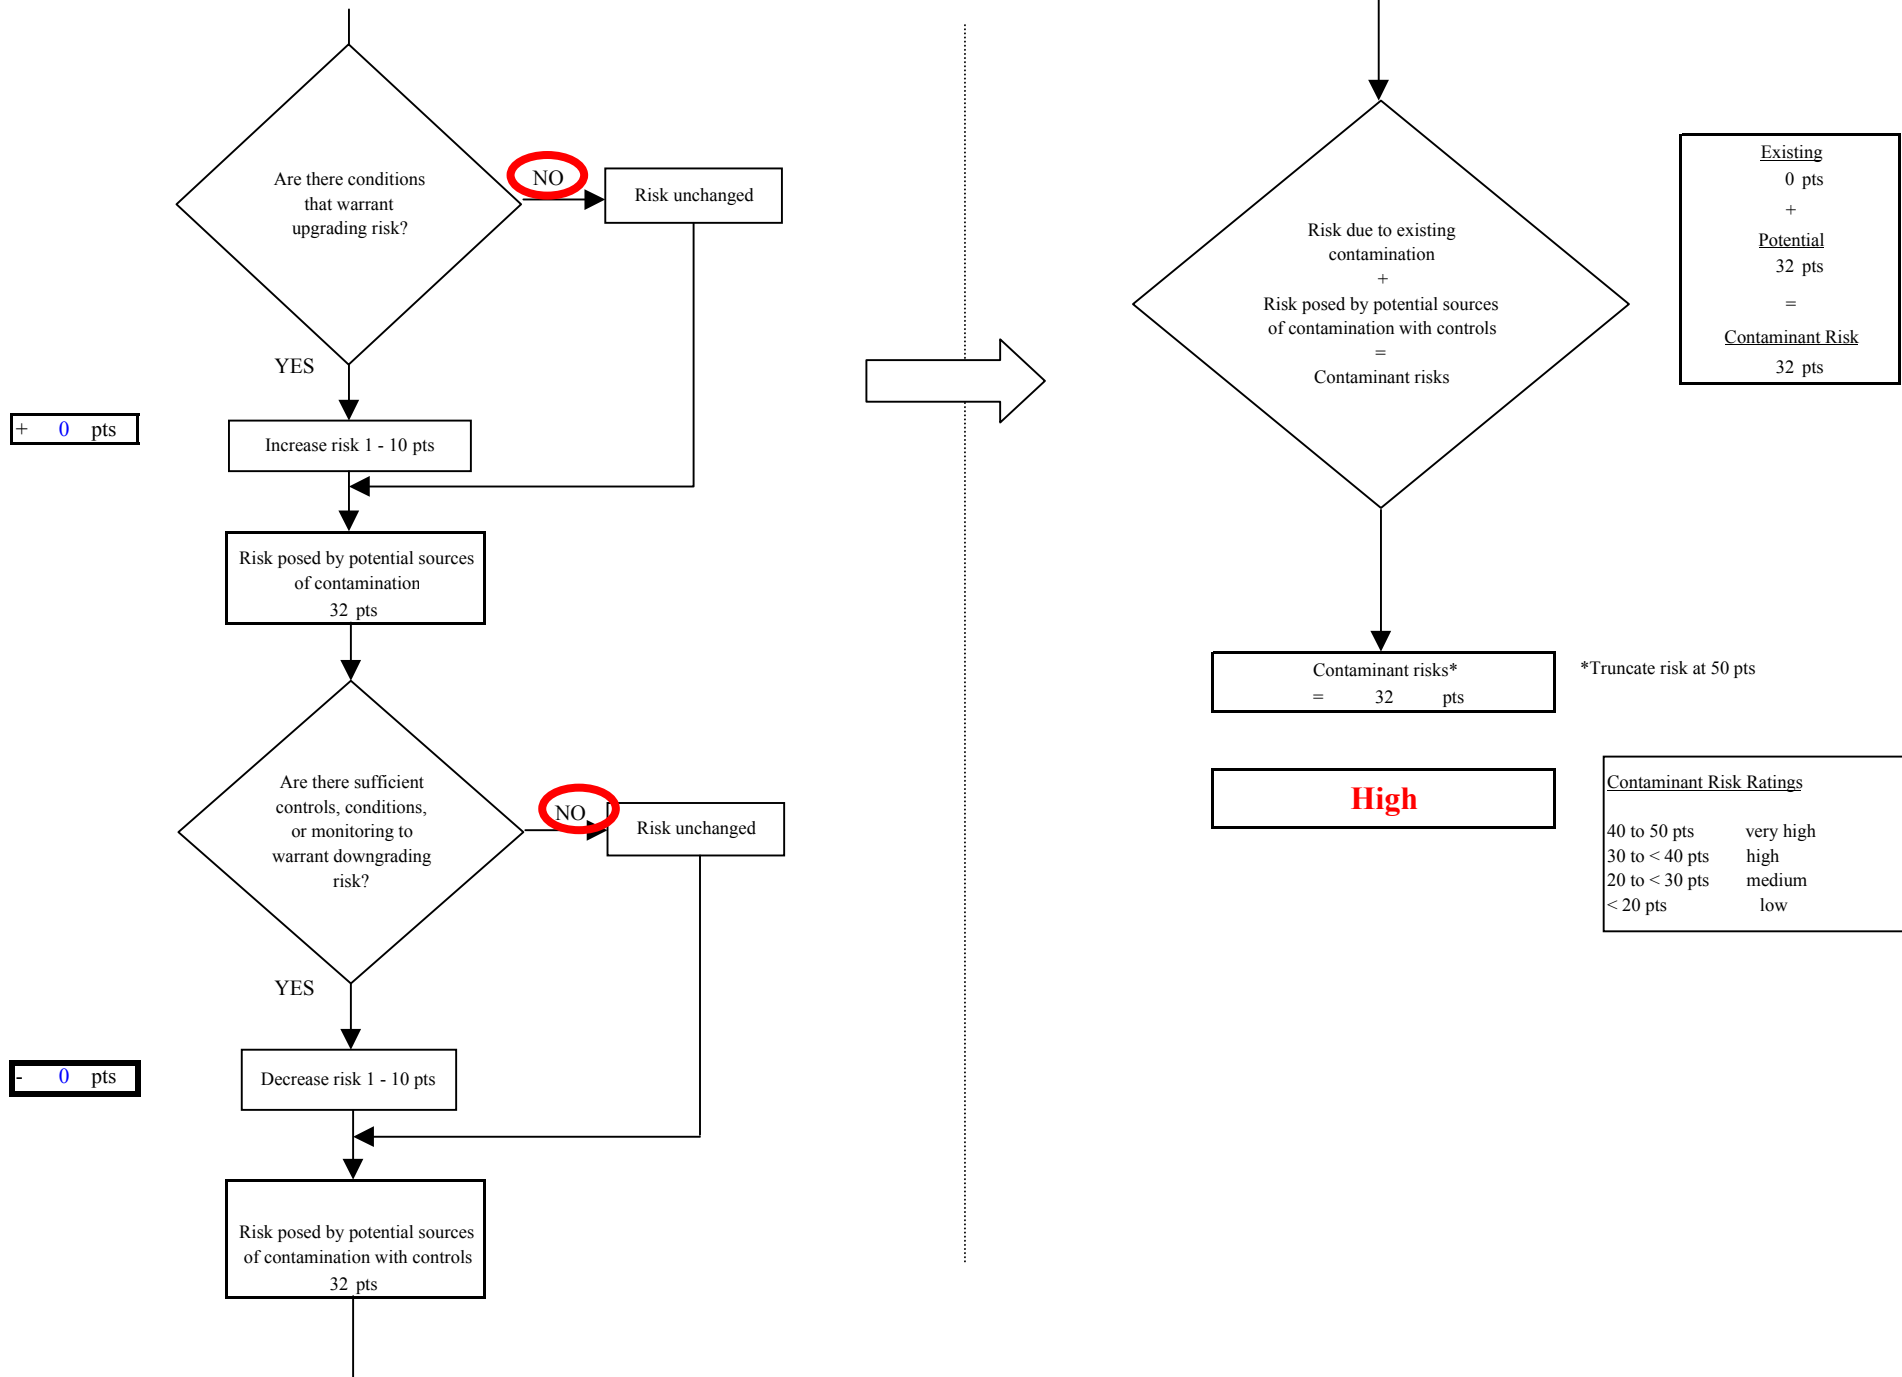 Are there conditions
that warrant
upgrading risk?
NO
Risk unchanged
YES
+ 0 pts
Increase risk 1 - 10 pts
Risk posed by potential sources
of contamination
32 pts
Are there sufficient
controls, conditions,
or monitoring to
warrant downgrading
risk?
NO
Risk unchanged
YES
- 0 pts
Decrease risk 1 - 10 pts
Risk posed by potential sources
of contamination with controls
32 pts
Risk due to existing
contamination
+
Risk posed by potential sources
of contamination with controls
=
Contaminant risks
Existing
0 pts
+
Potential
32 pts
=
Contaminant Risk
32 pts
Contaminant risks*
= 32 pts
*Truncate risk at 50 pts
High
Contaminant Risk Ratings
40 to 50 pts very high
30 to < 40 pts high
20 to < 30 pts medium
< 20 pts low